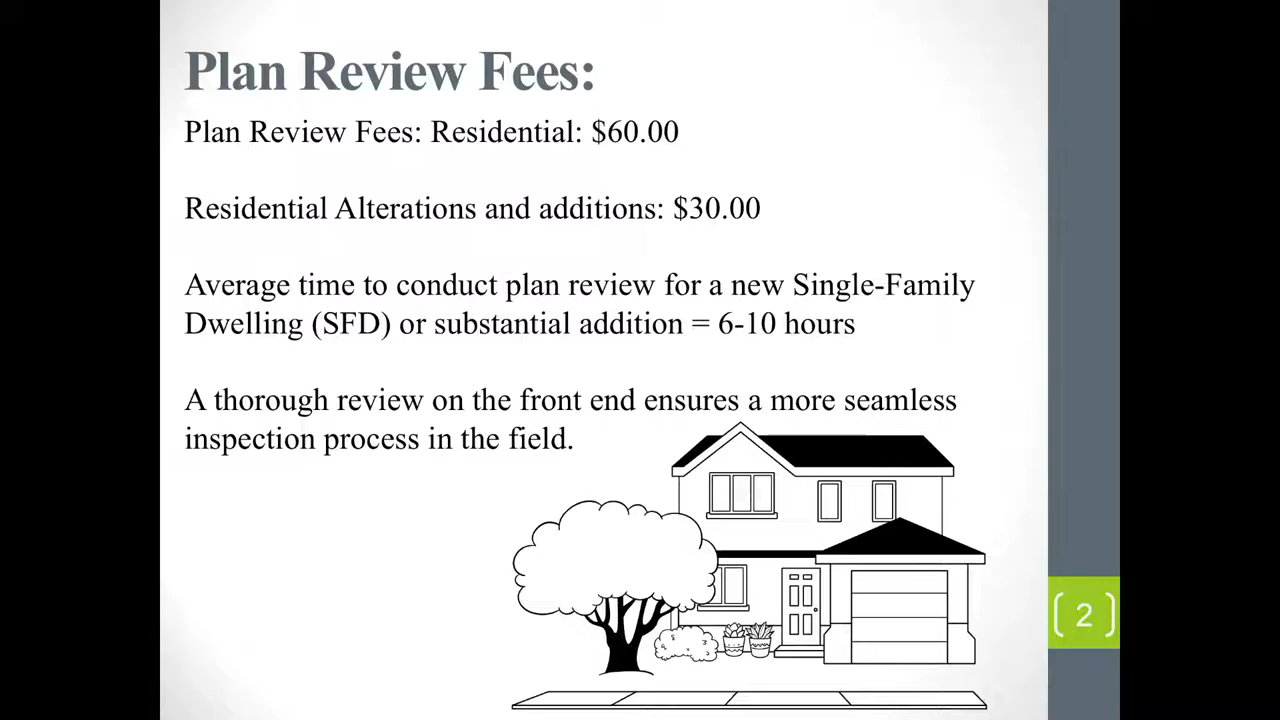 Plan Review Fees:
Plan Review Fees: Residential: $60.00
Residential Alterations and additions: $30.00
Average time to conduct plan review for a new Single-Family
Dwelling (SFD) or substantial addition = 6-10 hours
A thorough review on the front end ensures a more seamless
inspection process in the field.
2